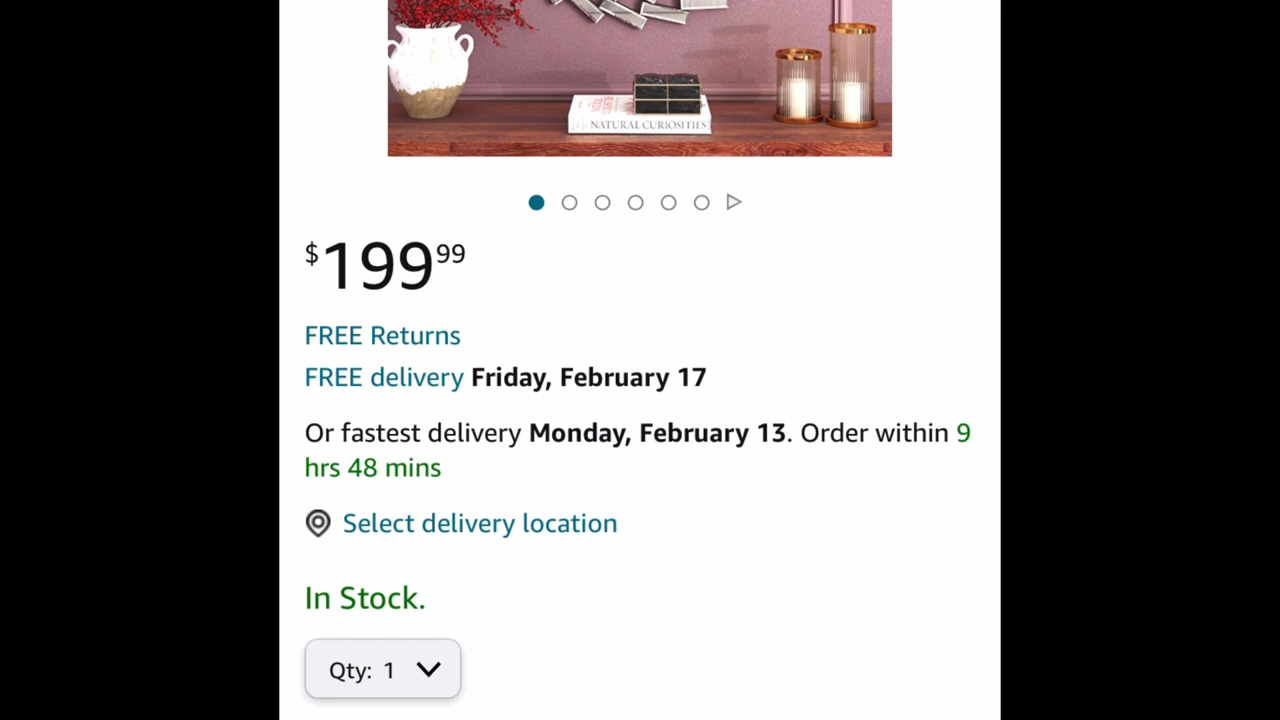 NATURAL CURIOSITIES
$199.99
FREE Returns
FREE delivery Friday, February 17
Or fastest delivery Monday, February 13. Order within 9
hrs 48 mins
Select delivery location
In Stock.
Qty: 1